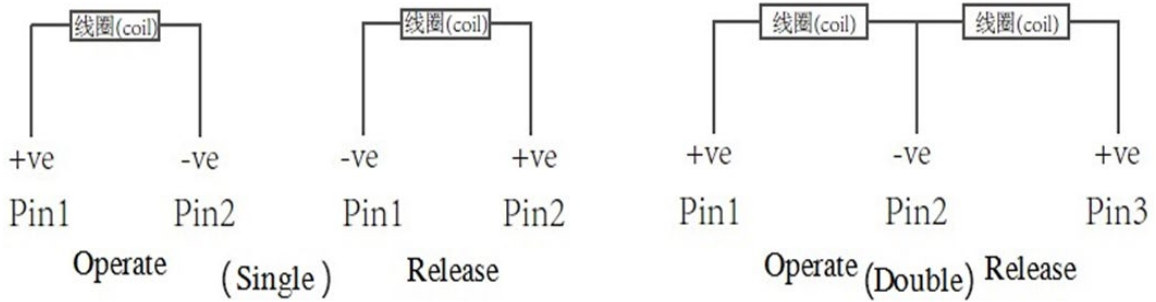 线圈(coil) 线圈(coil) 线圈(coil) 线圈(coil)
+ve -ve -ve +ve +ve -ve +ve
Pin1 Pin2 Pin1 Pin2 Pin1 Pin2 Pin3
Operate (Single) Release Operate (Double) Release